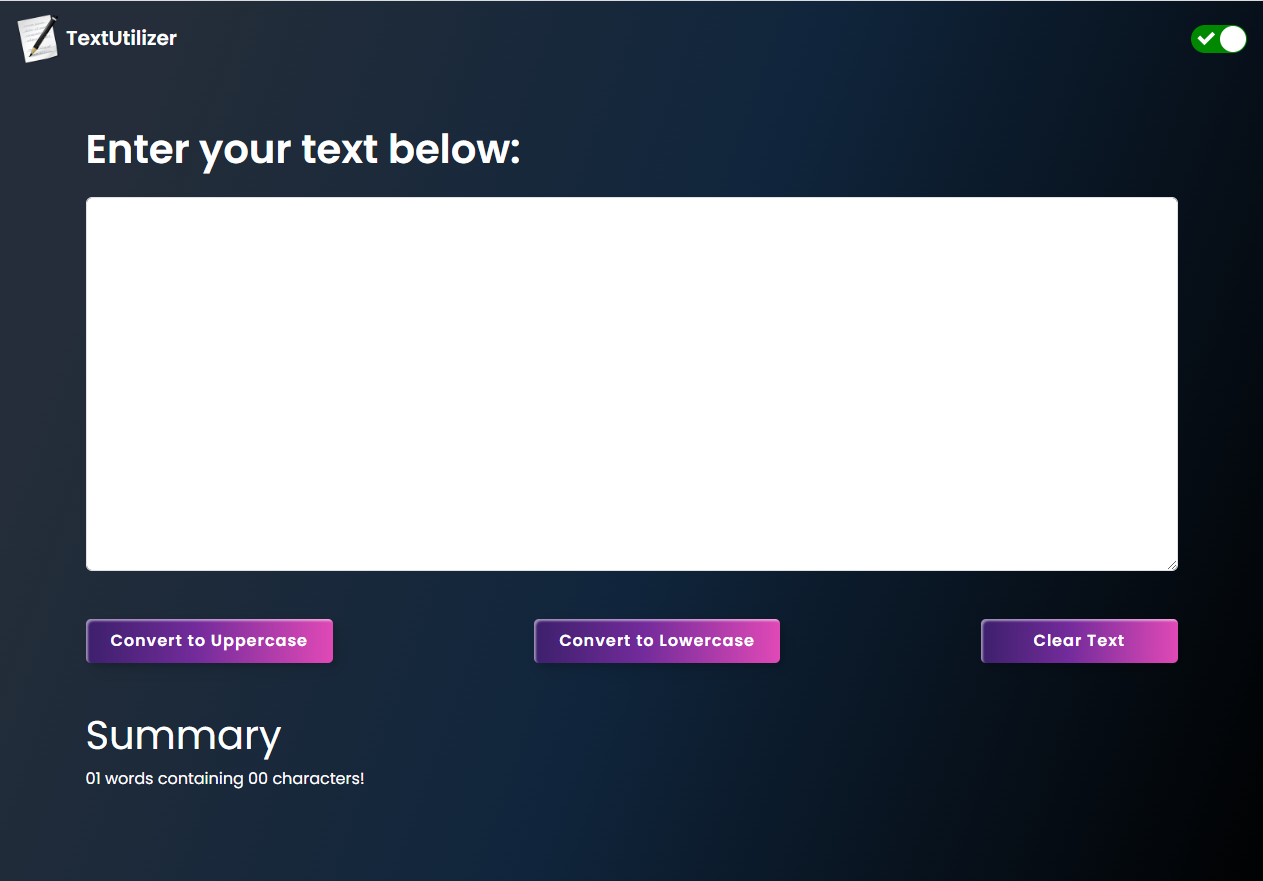 TextUtilizer
Enter your text below:
Convert to Uppercase
Convert to Lowercase
Clear Text
Summary
01 words containing 00 characters!